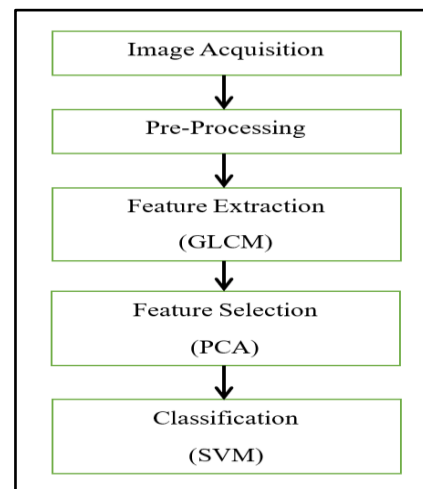 Image Acquisition
Pre-Processing
Feature Extraction
(GLCM)
Feature Selection
(PCA)
Classification
(SVM)